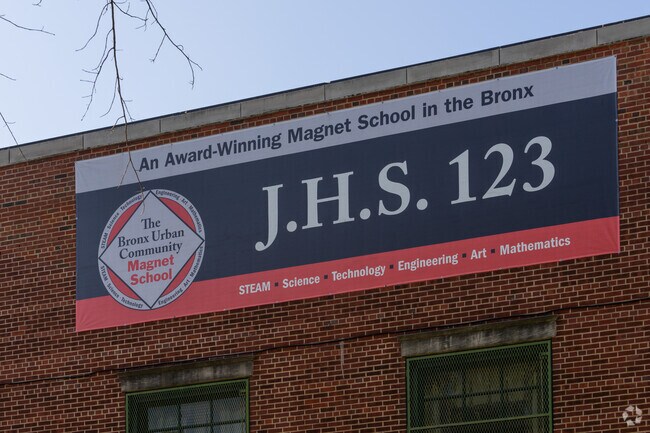 An Award-Winning Magnet School in the Bronx
J.H.S. 123
The
Bronx Urban
Community
Magnet
School
STEAM ▪ Science ▪ Technology ▪ Engineering ▪ Art ▪ Mathematics